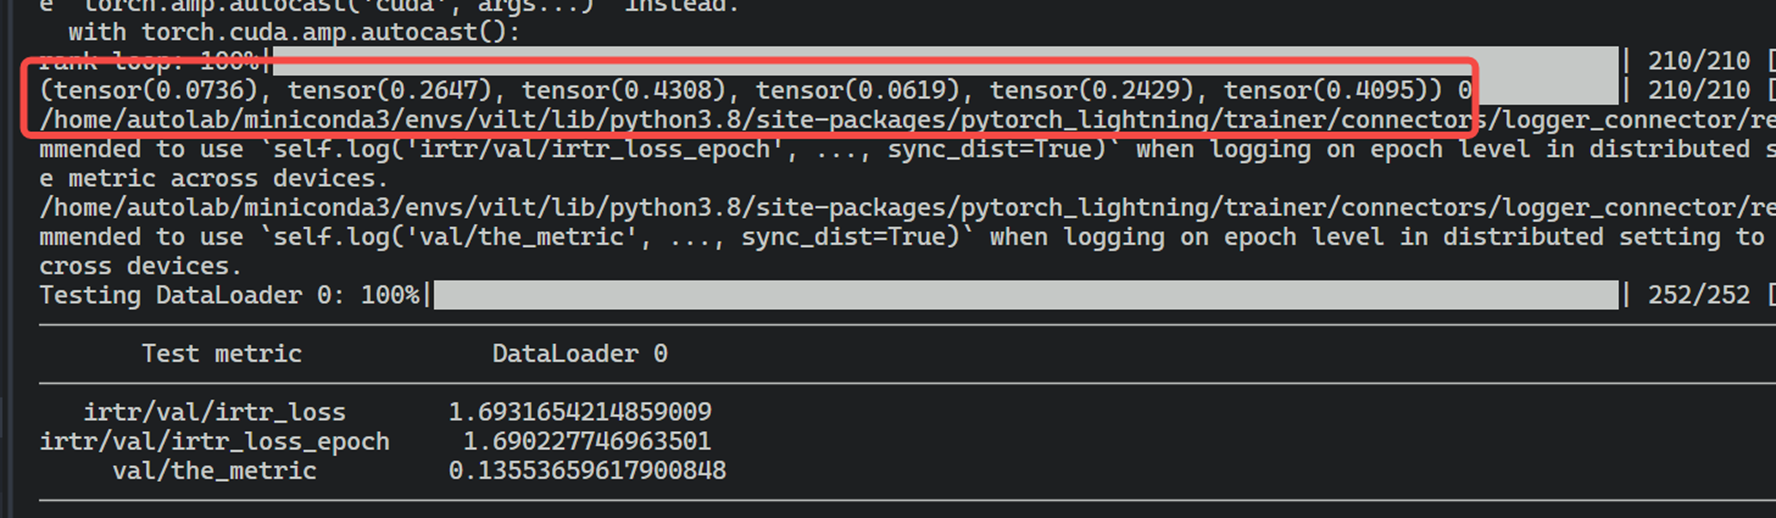 e `torch.amp.autocast('cuda', args...)` instead.
with torch.cuda.amp.autocast():
rank loop: 100%| | 210/210 [
(tensor(0.0736), tensor(0.2647), tensor(0.4308), tensor(0.0619), tensor(0.2429), tensor(0.4095)) 0 | 210/210 [
/home/autolab/miniconda3/envs/vilt/lib/python3.8/site-packages/pytorch_lightning/trainer/connectors/logger_connector/re
mmended to use `self.log('irtr/val/irtr_loss_epoch', ..., sync_dist=True)` when logging on epoch level in distributed s
e metric across devices.
/home/autolab/miniconda3/envs/vilt/lib/python3.8/site-packages/pytorch_lightning/trainer/connectors/logger_connector/re
mmended to use `self.log('val/the_metric', ..., sync_dist=True)` when logging on epoch level in distributed setting to
cross devices.
Testing DataLoader 0: 100%| | 252/252 [
Test metric DataLoader 0
irtr/val/irtr_loss 1.6931654214859009
irtr/val/irtr_loss_epoch 1.690227746963501
val/the_metric 0.13553659617900848